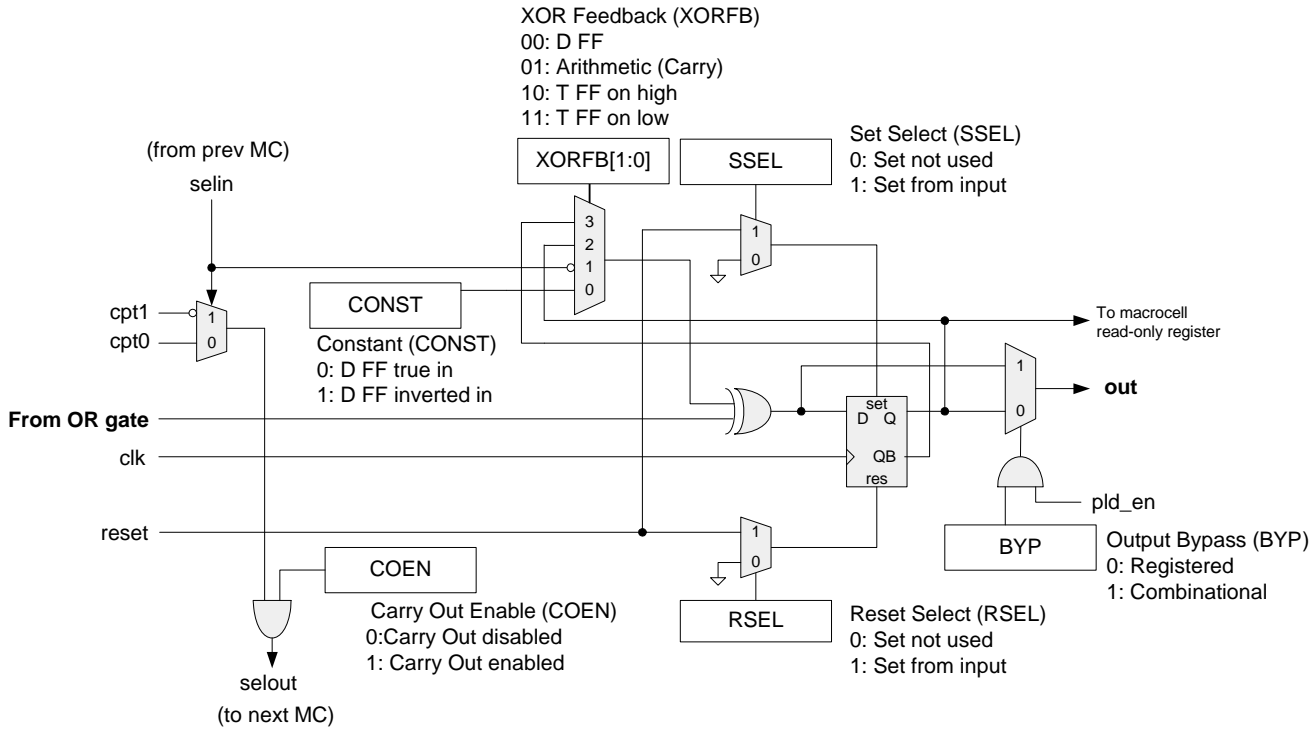 XOR Feedback (XORFB)
00: D FF
01: Arithmetic (Carry)
10: T FF on high
11: T FF on low
(from prev MC)
selin
XORFB[1:0]
SSEL
Set Select (SSEL)
0: Set not used
1: Set from input
3
2
1
0
1
0
CONST
Constant (CONST)
0: D FF true in
1: D FF inverted in
cpt1
cpt0
1
0
To macrocell
read-only register
1
0
out
From OR gate
set
D Q
QB
res
clk
pld_en
reset
1
0
BYP
Output Bypass (BYP)
0: Registered
1: Combinational
COEN
Carry Out Enable (COEN)
0:Carry Out disabled
1: Carry Out enabled
RSEL
Reset Select (RSEL)
0: Set not used
1: Set from input
selout
(to next MC)